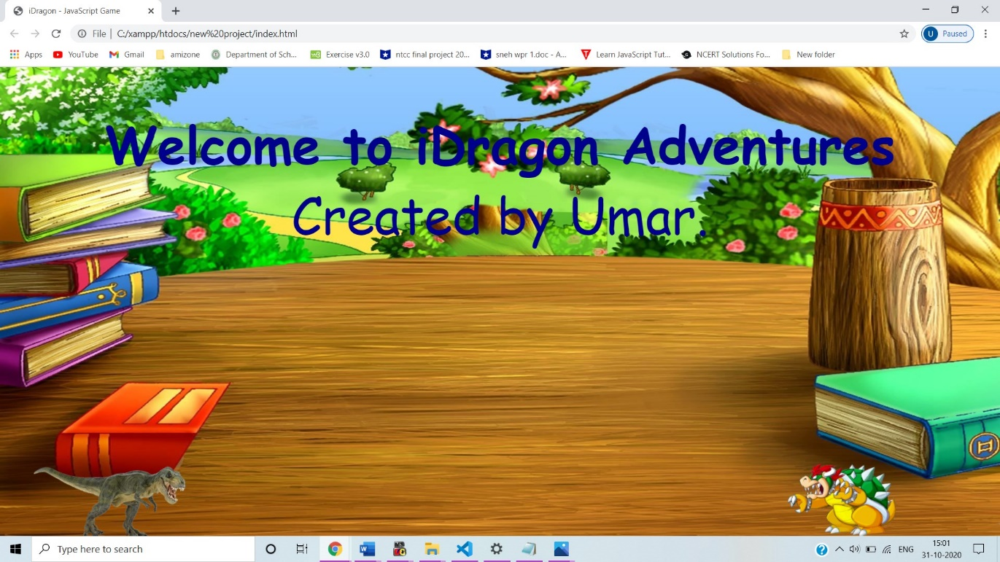 iDragon - JavaScript Game
File | C:/xampp/htdocs/new%20project/index.html
U Paused
Apps YouTube Gmail amizone Department of Sch... Exercise v3.0 ntcc final project 20... sneh wpr 1.doc - A... Learn JavaScript Tut... NCERT Solutions Fo... New folder
Welcome to iDragon Adventures
Created by Umar.
Type here to search
ENG
15:01
31-10-2020